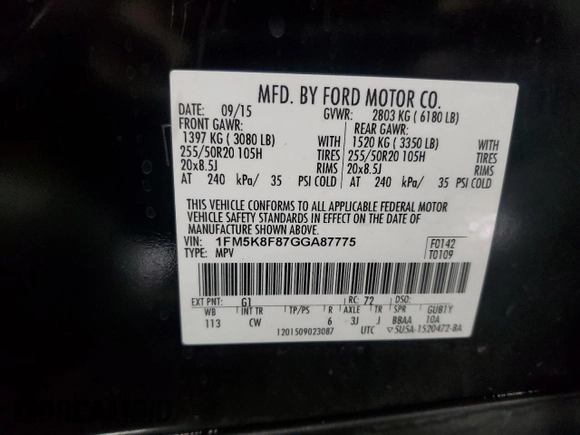 MFD. BY FORD MOTOR CO.
DATE: 09/15 GVWR: 2803 KG ( 6180 LB)
FRONT GAWR: REAR GAWR:
1397 KG ( 3080 LB) WITH 1520 KG ( 3350 LB) WITH
255/50R20 105H TIRES 255/50R20 105H TIRES
20x8.5J RIMS 20x8.5J RIMS
AT 240 kPa/ 35 PSI COLD AT 240 kPa/ 35 PSI COLD
THIS VEHICLE CONFORMS TO ALL APPLICABLE FEDERAL MOTOR
VEHICLE SAFETY STANDARDS IN EFFECT ON THE DATE OF
MANUFACTURE SHOWN ABOVE.
VIN: 1FM5K8F87GGA87775 F0142
TYPE: MPV T0109
EXT PNT: G1 RC: 72 DSO:
WB INT TR TP/PS R AXLE TR SPR GUB1Y
113 CW 6 3J J BBAA 10A
1201509023087 UTC 5USA-1520472-BA